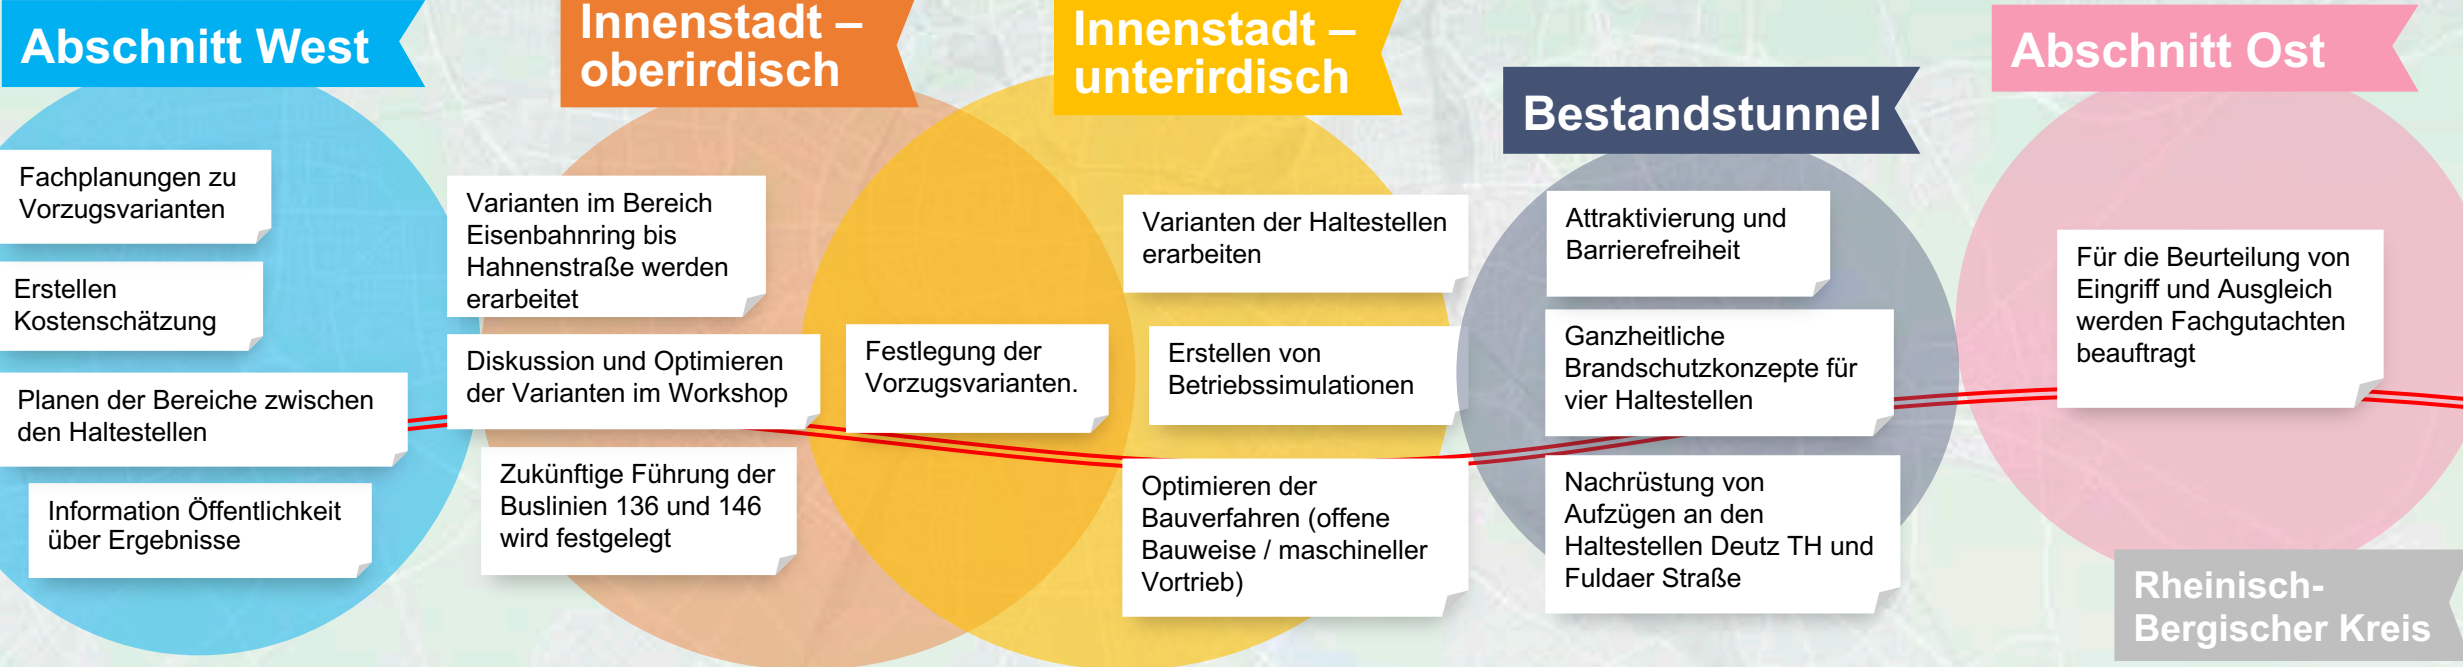 Abschnitt West
Fachplanungen zu
Vorzugsvarianten
Erstellen
Kostenschätzung
Planen der Bereiche zwischen
den Haltestellen
Information Öffentlichkeit
über Ergebnisse
Innenstadt –
oberirdisch
Varianten im Bereich
Eisenbahnring bis
Hahnenstraße werden
erarbeitet
Diskussion und Optimieren
der Varianten im Workshop
Zukünftige Führung der
Buslinien 136 und 146
wird festgelegt
Festlegung der
Vorzugsvarianten.
Innenstadt –
unterirdisch
Varianten der Haltestellen
erarbeiten
Erstellen von
Betriebssimulationen
Optimieren der
Bauverfahren (offene
Bauweise / maschineller
Vortrieb)
Bestandstunnel
Attraktivierung und
Barrierefreiheit
Ganzheitliche
Brandschutzkonzepte für
vier Haltestellen
Nachrüstung von
Aufzügen an den
Haltestellen Deutz TH und
Fuldaer Straße
Abschnitt Ost
Für die Beurteilung von
Eingriff und Ausgleich
werden Fachgutachten
beauftragt
Rheinisch-
Bergischer Kreis